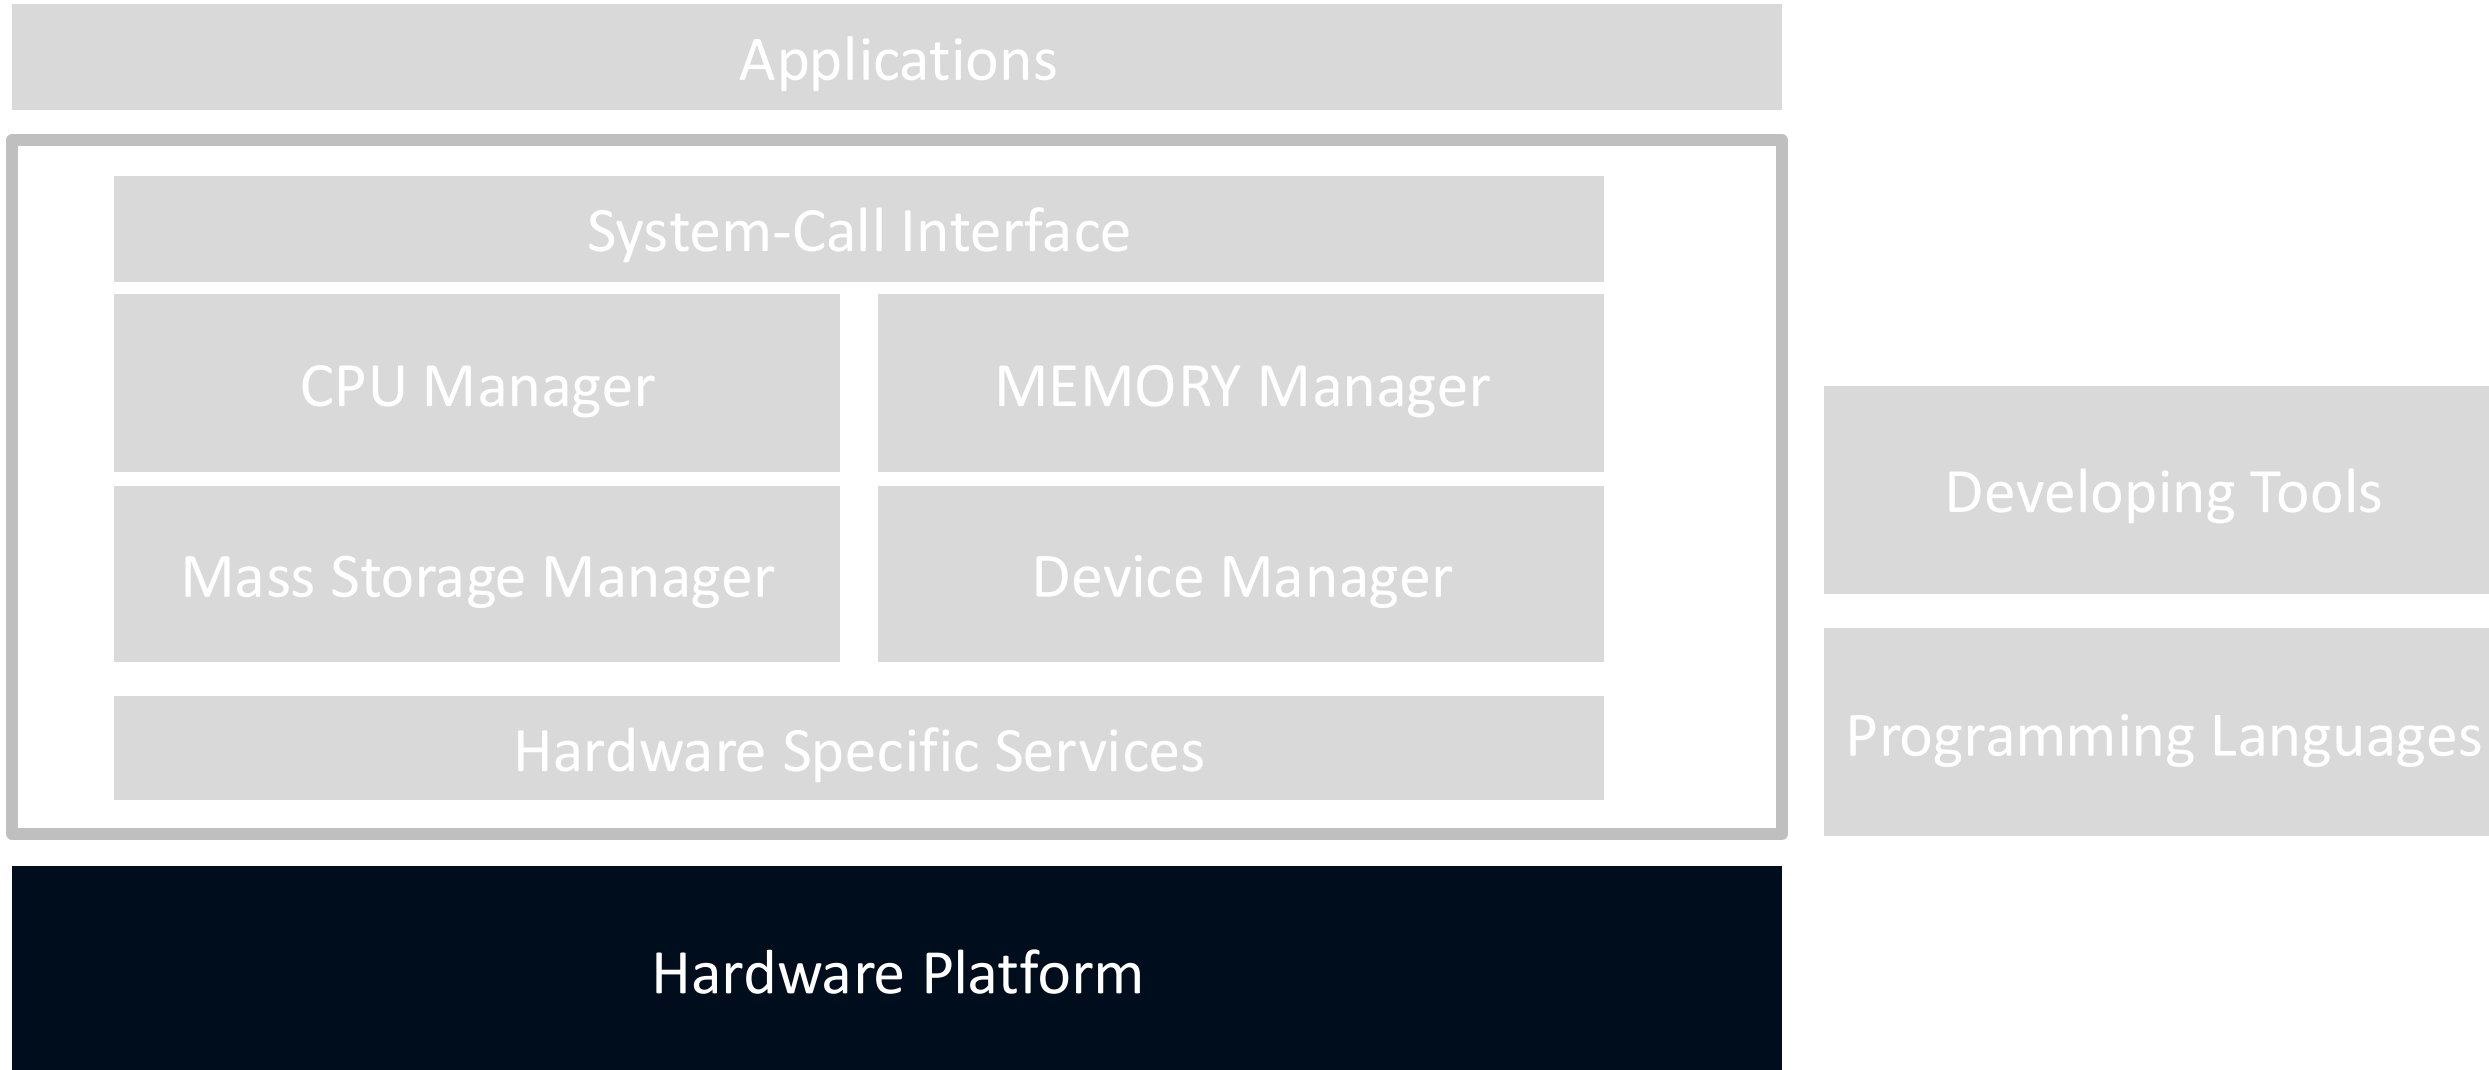 Applications
System-Call Interface
CPU Manager
MEMORY Manager
Mass Storage Manager
Device Manager
Hardware Specific Services
Developing Tools
Programming Languages
Hardware Platform